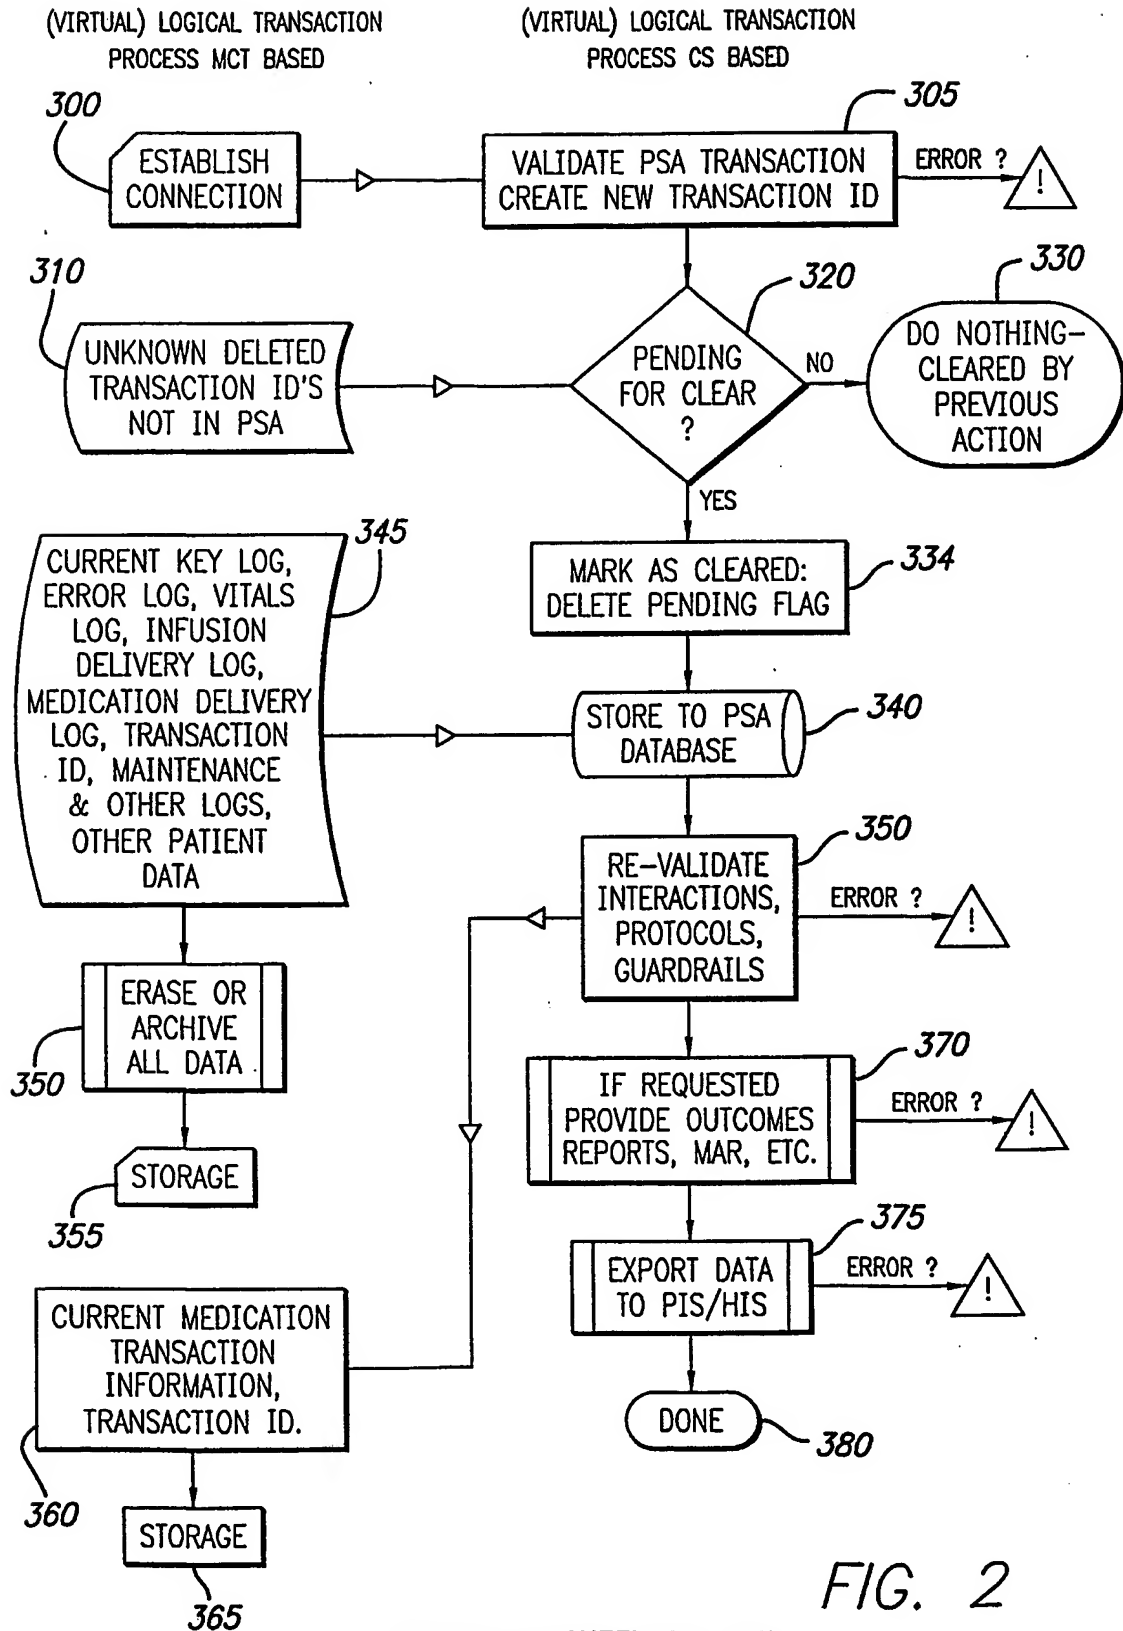 (VIRTUAL) LOGICAL TRANSACTION
PROCESS MCT BASED
(VIRTUAL) LOGICAL TRANSACTION
PROCESS CS BASED
300
ESTABLISH
CONNECTION
305
VALIDATE PSA TRANSACTION
CREATE NEW TRANSACTION ID
ERROR ?
!
310
UNKNOWN DELETED
TRANSACTION ID'S
NOT IN PSA
320
PENDING
FOR CLEAR
?
NO
330
DO NOTHING-
CLEARED BY
PREVIOUS
ACTION
YES
345
CURRENT KEY LOG,
ERROR LOG, VITALS
LOG, INFUSION
DELIVERY LOG,
MEDICATION DELIVERY
LOG, TRANSACTION
ID, MAINTENANCE
& OTHER LOGS,
OTHER PATIENT
DATA
334
MARK AS CLEARED:
DELETE PENDING FLAG
340
STORE TO PSA
DATABASE
350
RE-VALIDATE
INTERACTIONS,
PROTOCOLS,
GUARDRAILS
ERROR ?
!
350
ERASE OR
ARCHIVE
ALL DATA
370
IF REQUESTED
PROVIDE OUTCOMES
REPORTS, MAR, ETC.
ERROR ?
!
STORAGE
355
375
EXPORT DATA
TO PIS/HIS
ERROR ?
!
CURRENT MEDICATION
TRANSACTION
INFORMATION,
TRANSACTION ID.
360
DONE
380
STORAGE
365
FIG. 2